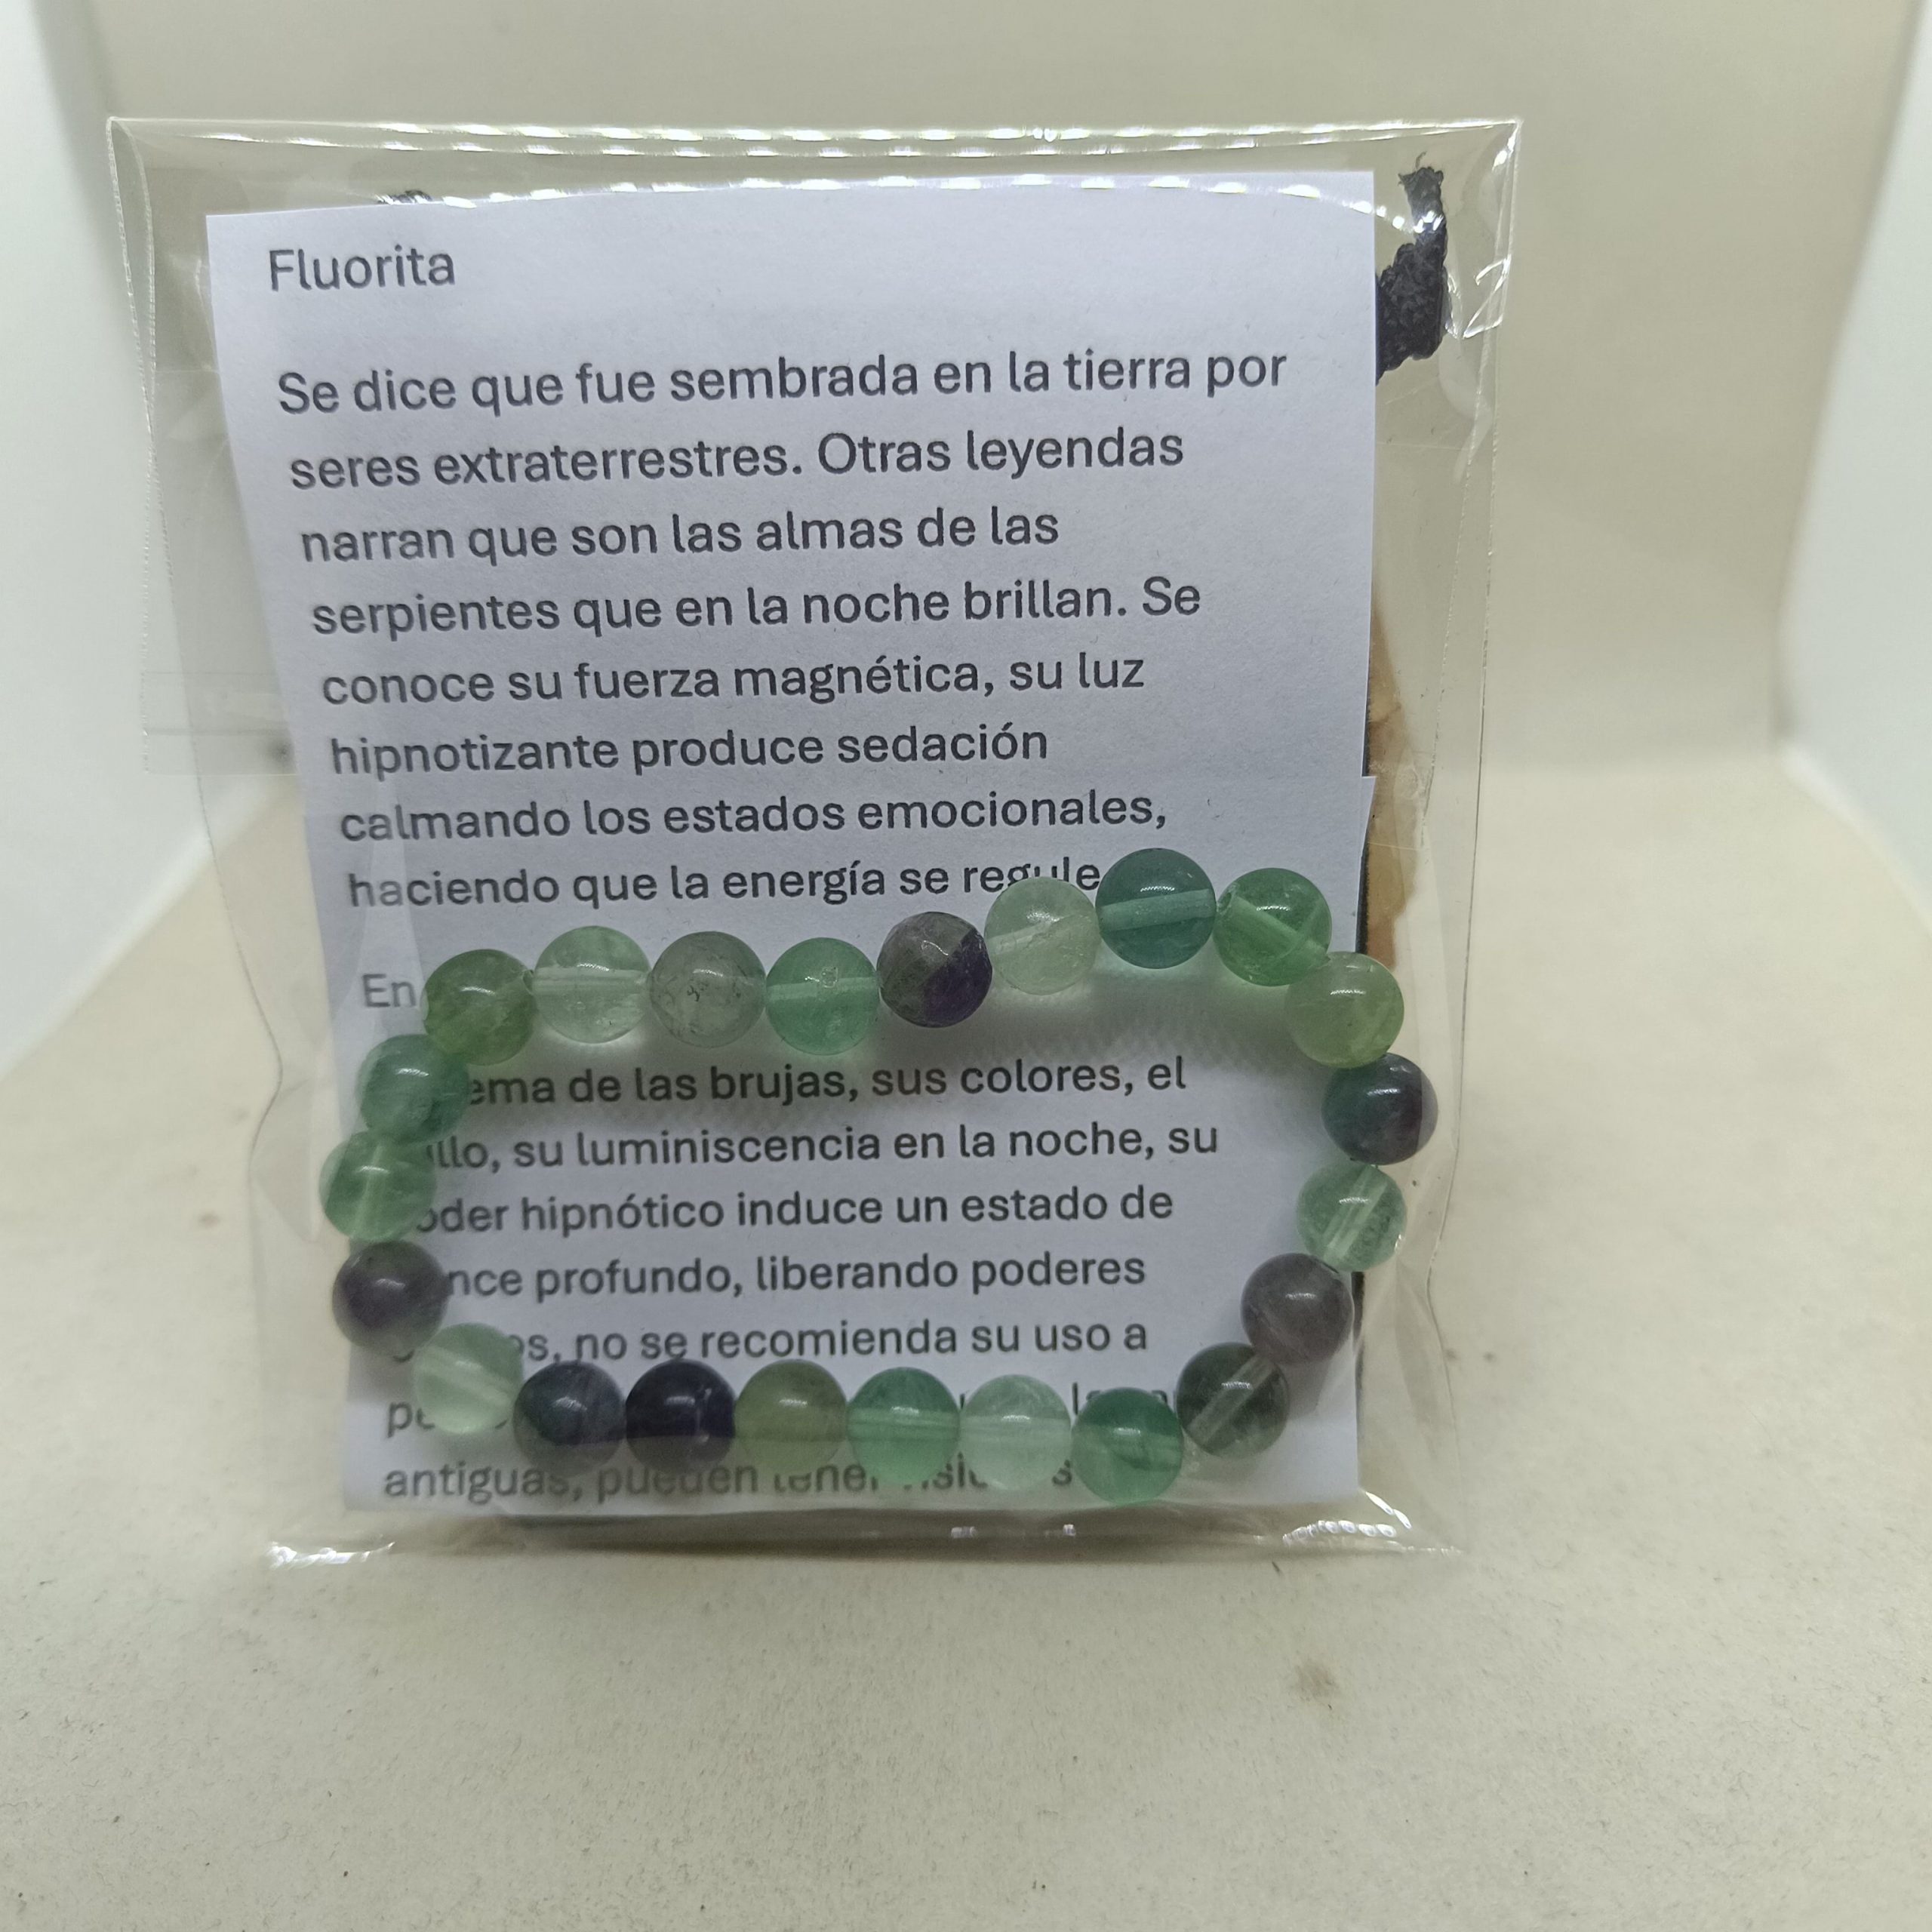 Fluorita
Se dice que fue sembrada en la tierra por
seres extraterrestres. Otras leyendas
narran que son las almas de las
serpientes que en la noche brillan. Se
conoce su fuerza magnética, su luz
hipnotizante produce sedación
calmando los estados emocionales,
haciendo que la energía se regule
En
de las brujas, sus colores, el
su luminiscencia en la noche, su
hipnótico induce un estado de
profundo, liberando poderes
no se recomienda su uso a
antiguas, pueden